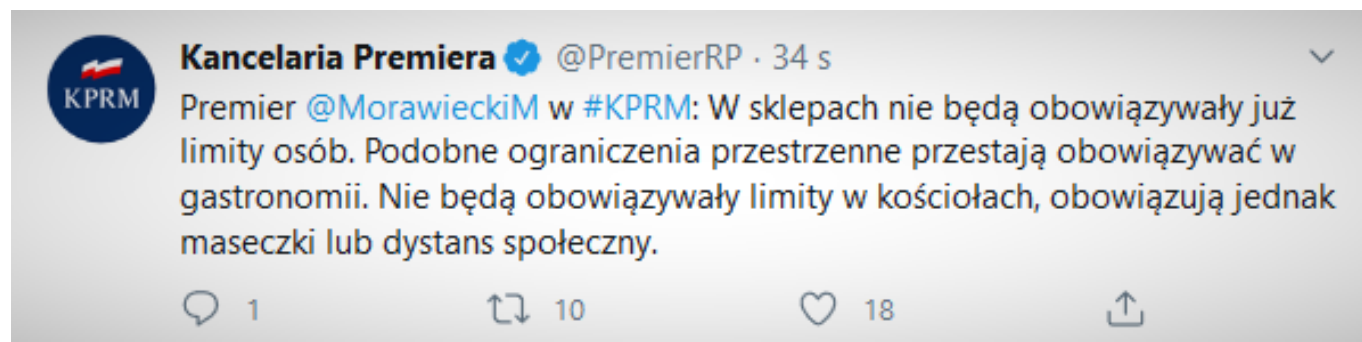 Kancelaria Premiera @PremierRP · 34 s
KPRM
Premier @MorawieckiM w #KPRM: W sklepach nie będą obowiązywały już
limity osób. Podobne ograniczenia przestrzenne przestają obowiązywać w
gastronomii. Nie będą obowiązywały limity w kościołach, obowiązują jednak
maseczki lub dystans społeczny.
1 10 18